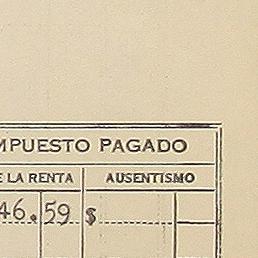 MPUESTO PAGADO
E LA RENTA AUSENTISMO
46.59 $